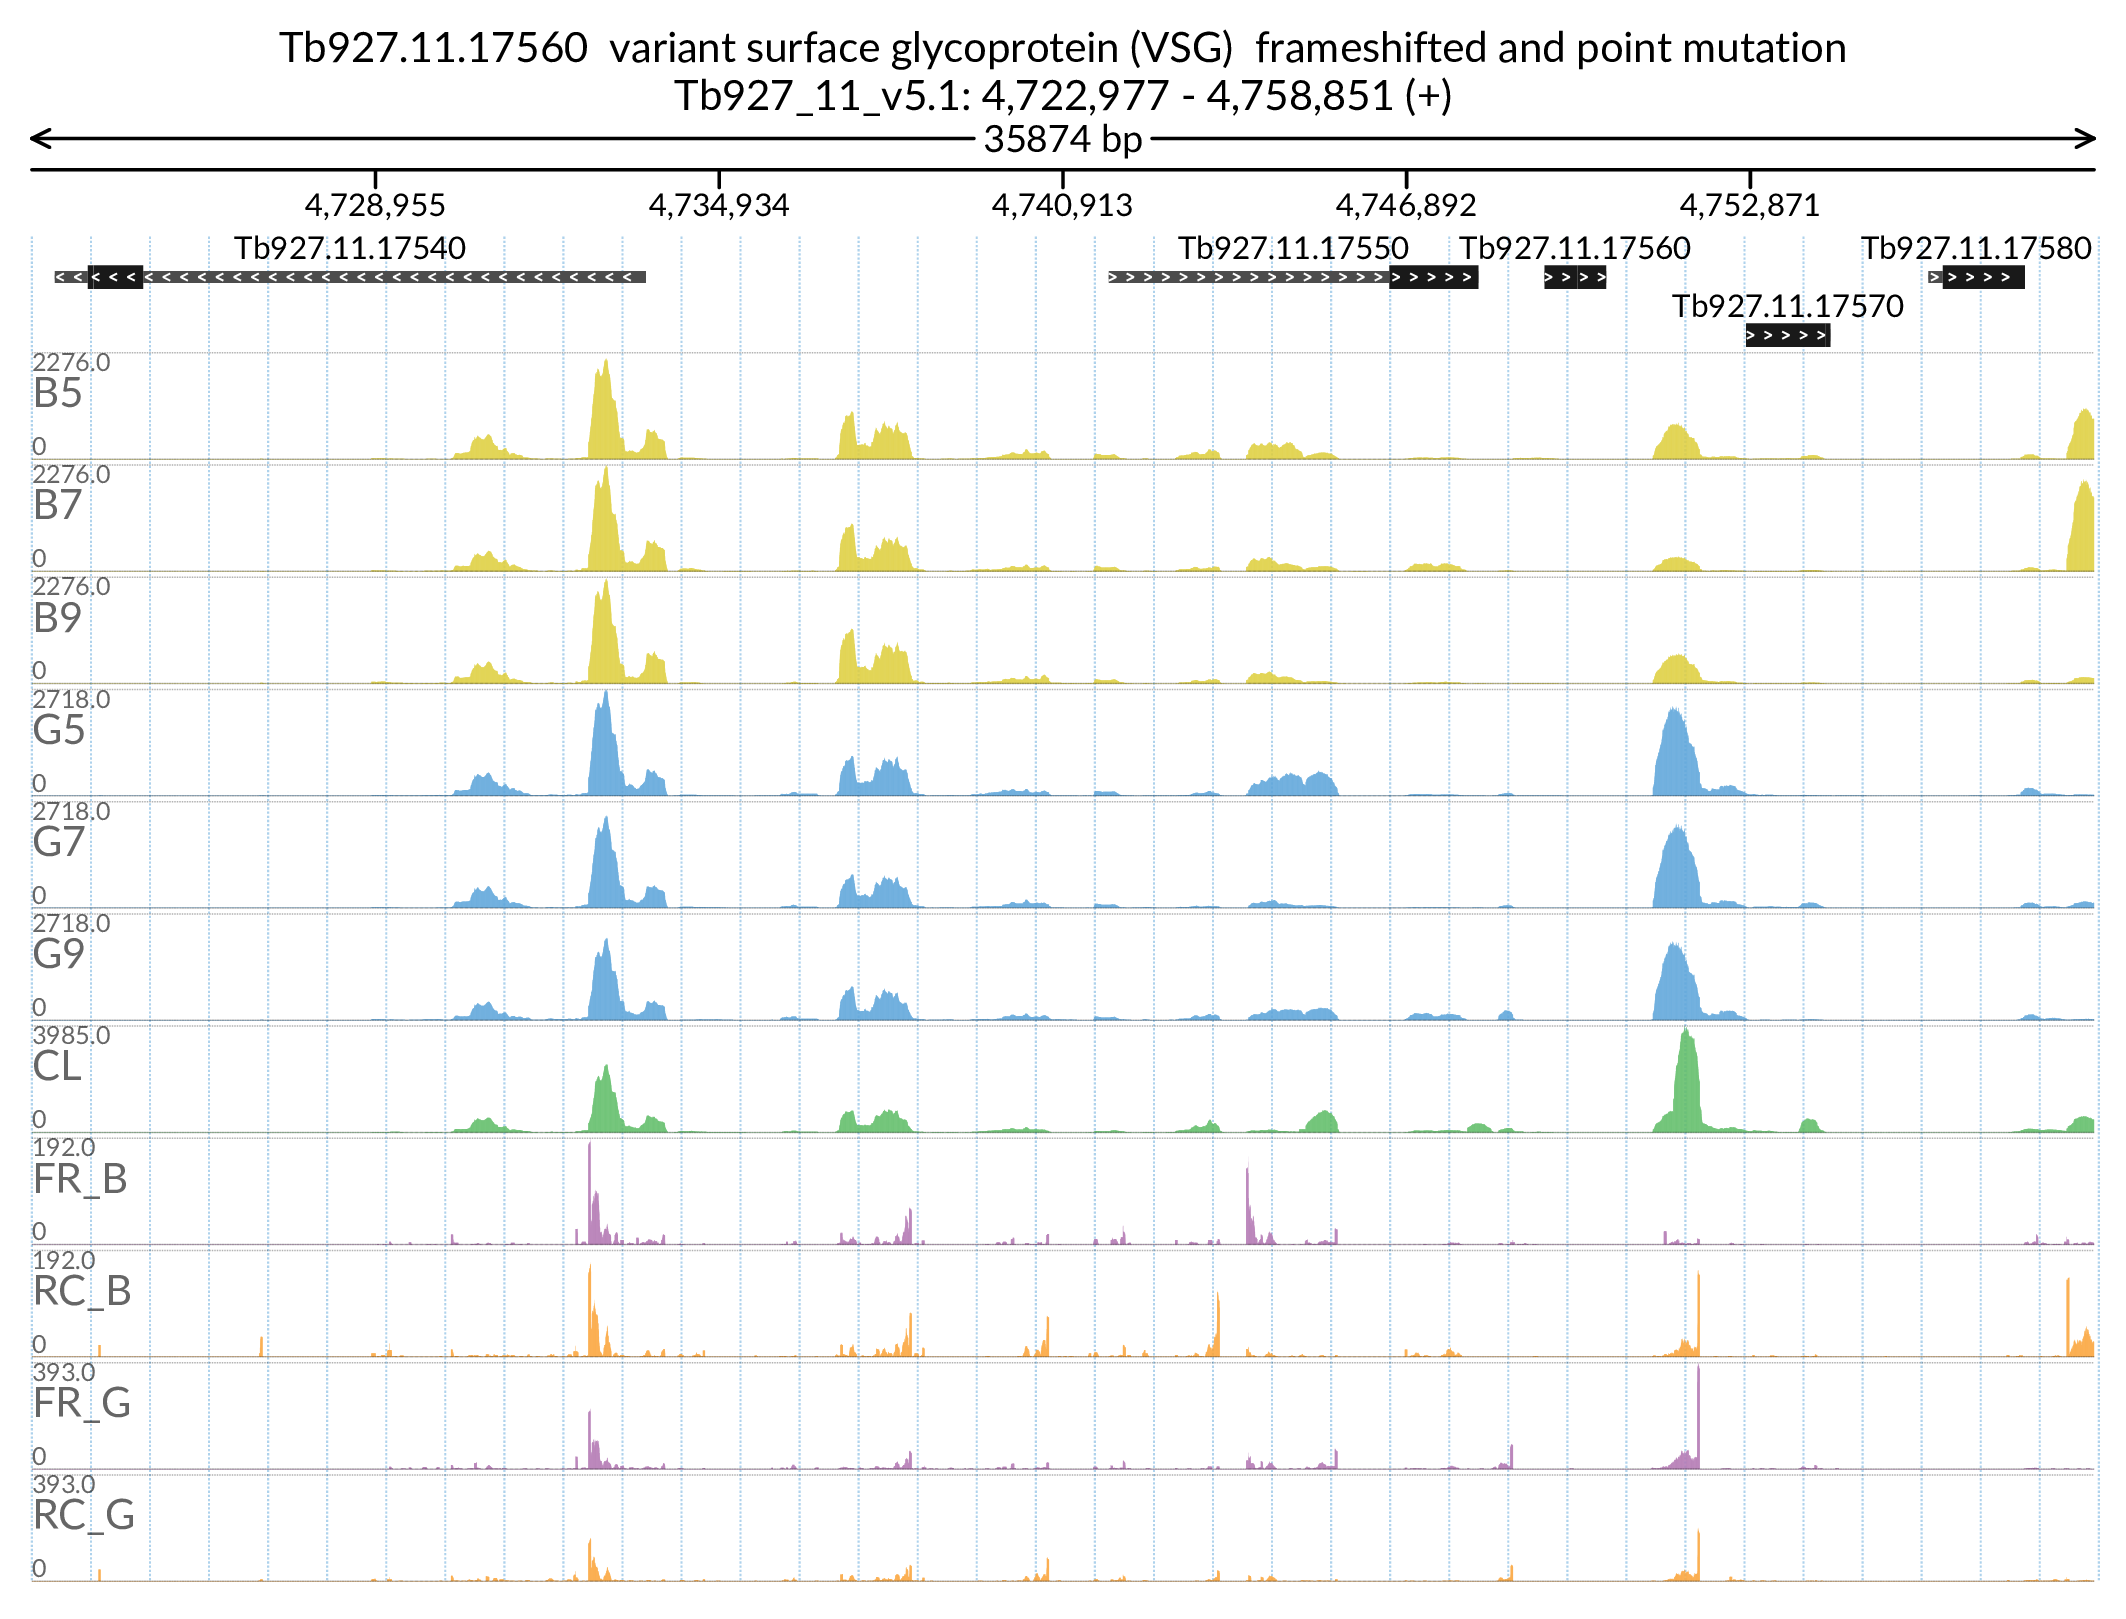 Tb927.11.17560  variant surface glycoprotein (VSG)  frameshifted and point mutation
Tb927_11_v5.1: 4,722,977 - 4,758,851 (+)
35874 bp
4,728,955 4,734,934 4,740,913 4,746,892 4,752,871
Tb927.11.17540 Tb927.11.17550 Tb927.11.17560 Tb927.11.17580
Tb927.11.17570
2276.0
B5
0
2276.0
B7
0
2276.0
B9
0
2718.0
G5
0
2718.0
G7
0
2718.0
G9
0
3985.0
CL
0
192.0
FR_B
0
192.0
RC_B
0
393.0
FR_G
0
393.0
RC_G
0